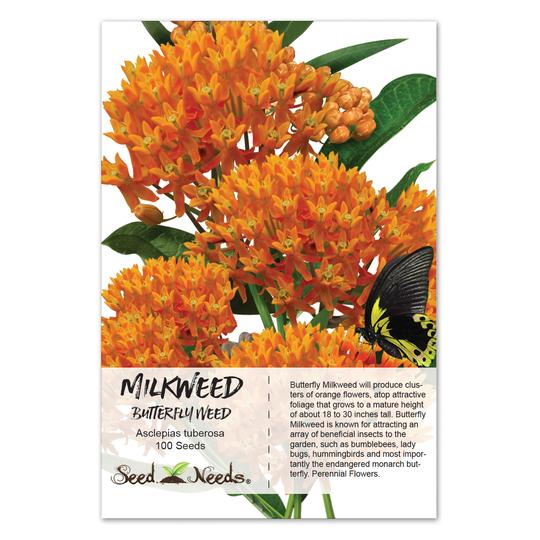 MILKWEED
BUTTERFLY WEED
Asclepias tuberosa
100 Seeds
Seed Needs®
Butterfly Milkweed will produce clus-
ters of orange flowers, atop attractive
foliage that grows to a mature height
of about 18 to 30 inches tall. Butterfly
Milkweed is known for attracting an
array of beneficial insects to the
garden, such as bumblebees, lady
bugs, hummingbirds and most impor-
tantly the endangered monarch but-
terfly. Perennial Flowers.